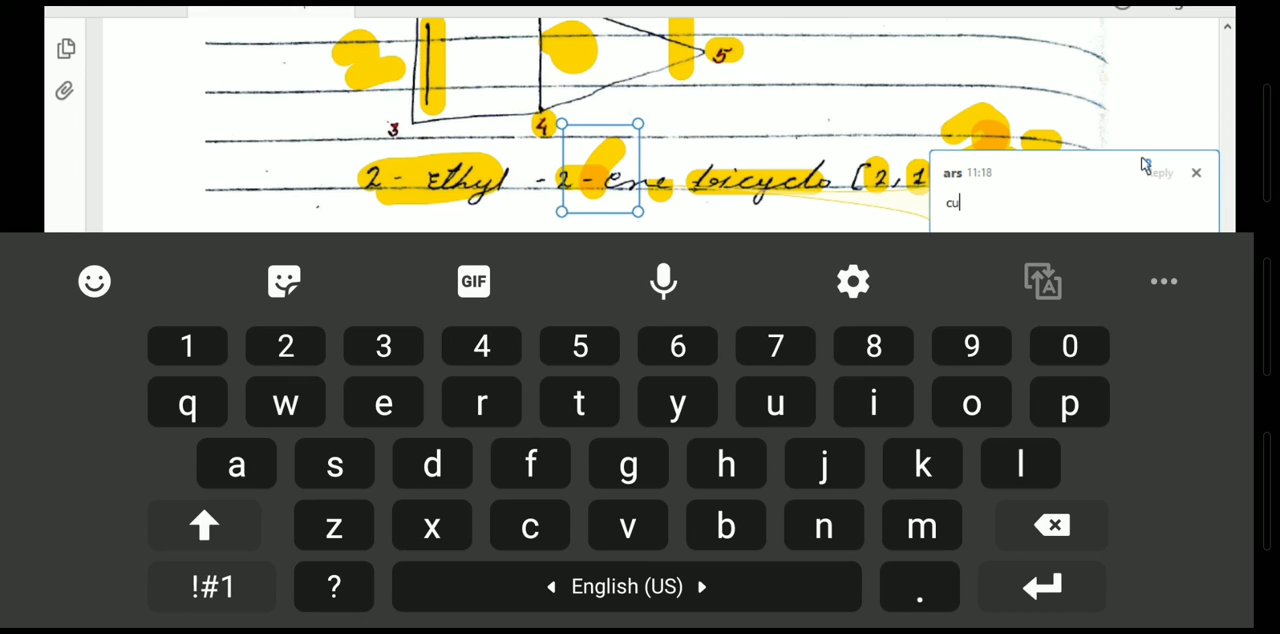 5
3
4
2 - Ethyl - 2 - ene bicyclo [2, 1
ars 11:18
cu
GIF
1 2 3 4 5 6 7 8 9 0
q w e r t y u i o p
a s d f g h j k l
z x c v b n m
!#1 ? English (US) .